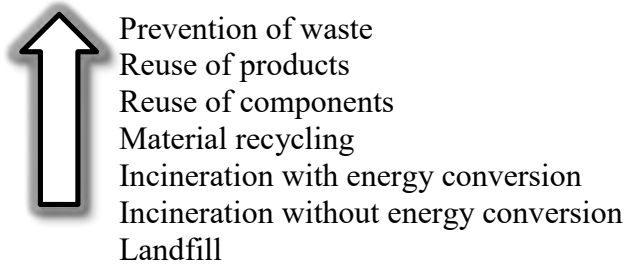 Prevention of waste
Reuse of products
Reuse of components
Material recycling
Incineration with energy conversion
Incineration without energy conversion
Landfill